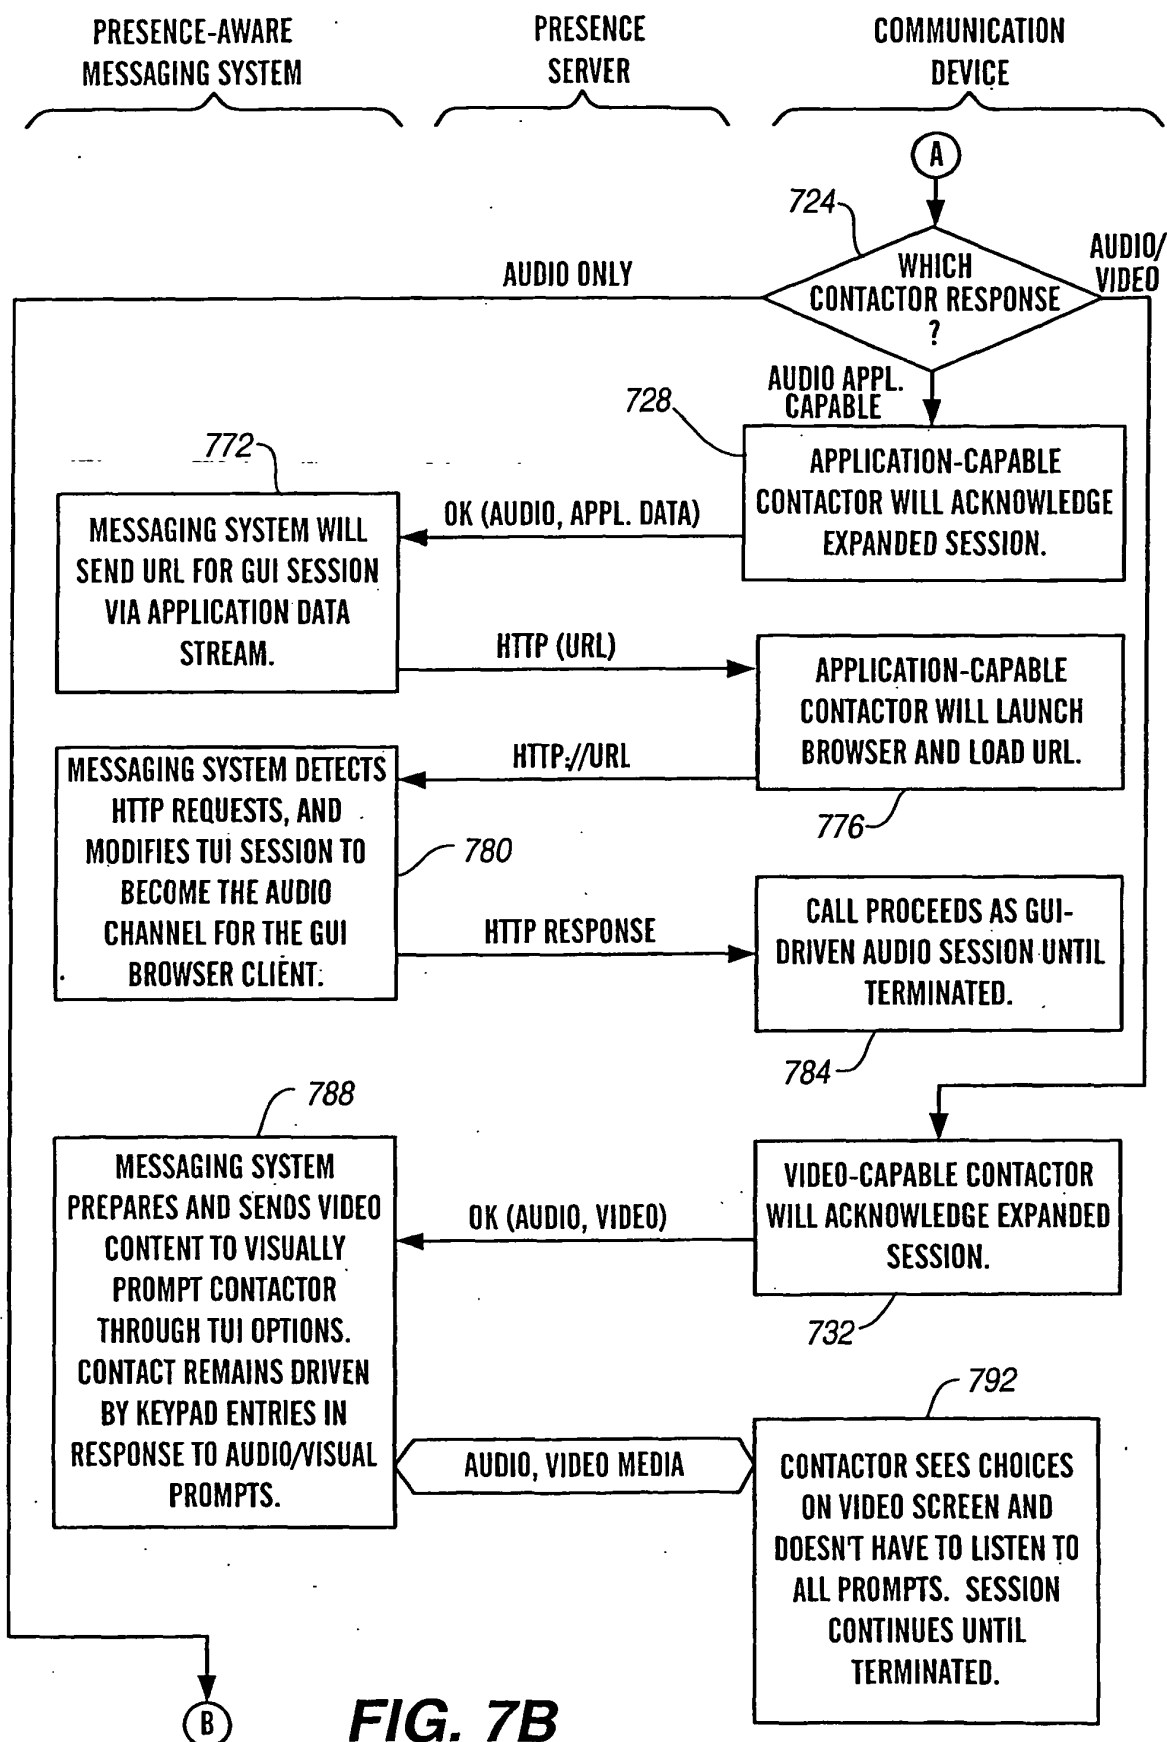 PRESENCE-AWARE
MESSAGING SYSTEM
PRESENCE
SERVER
COMMUNICATION
DEVICE
A
724
WHICH
CONTACTOR RESPONSE
?
AUDIO ONLY
AUDIO/
VIDEO
AUDIO APPL.
CAPABLE
728
APPLICATION-CAPABLE
CONTACTOR WILL ACKNOWLEDGE
EXPANDED SESSION.
OK (AUDIO, APPL. DATA)
772
MESSAGING SYSTEM WILL
SEND URL FOR GUI SESSION
VIA APPLICATION DATA
STREAM.
HTTP (URL)
APPLICATION-CAPABLE
CONTACTOR WILL LAUNCH
BROWSER AND LOAD URL.
776
HTTP://URL
MESSAGING SYSTEM DETECTS
HTTP REQUESTS, AND
MODIFIES TUI SESSION TO
BECOME THE AUDIO
CHANNEL FOR THE GUI
BROWSER CLIENT.
780
HTTP RESPONSE
CALL PROCEEDS AS GUI-
DRIVEN AUDIO SESSION UNTIL
TERMINATED.
784
VIDEO-CAPABLE CONTACTOR
WILL ACKNOWLEDGE EXPANDED
SESSION.
732
OK (AUDIO, VIDEO)
788
MESSAGING SYSTEM
PREPARES AND SENDS VIDEO
CONTENT TO VISUALLY
PROMPT CONTACTOR
THROUGH TUI OPTIONS.
CONTACT REMAINS DRIVEN
BY KEYPAD ENTRIES IN
RESPONSE TO AUDIO/VISUAL
PROMPTS.
AUDIO, VIDEO MEDIA
792
CONTACTOR SEES CHOICES
ON VIDEO SCREEN AND
DOESN'T HAVE TO LISTEN TO
ALL PROMPTS. SESSION
CONTINUES UNTIL
TERMINATED.
B
FIG. 7B